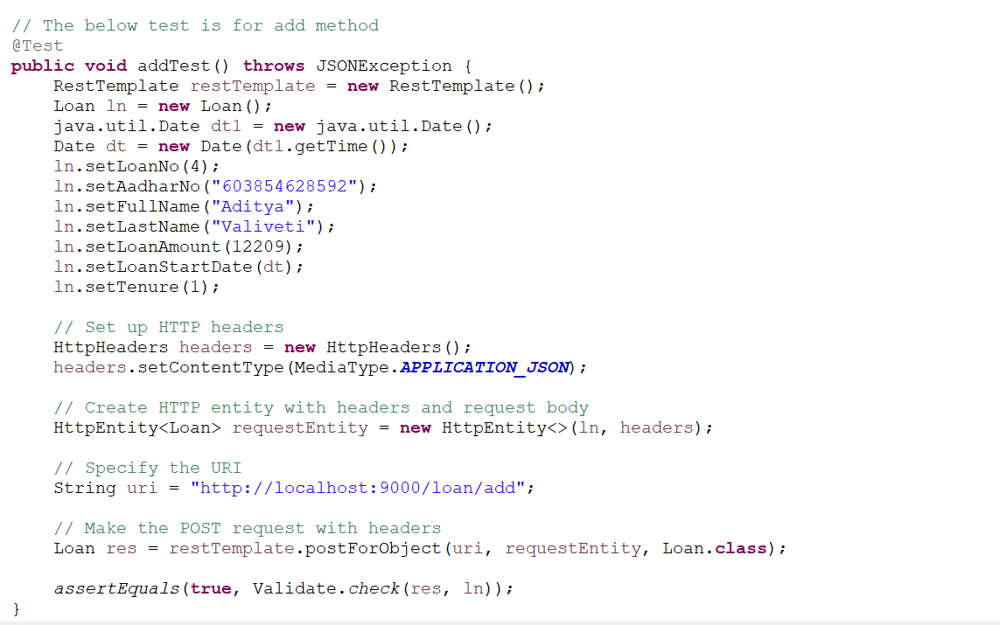 // The below test is for add method
@Test
public void addTest() throws JSONException {
    RestTemplate restTemplate = new RestTemplate();
    Loan ln = new Loan();
    java.util.Date dt1 = new java.util.Date();
    Date dt = new Date(dt1.getTime());
    ln.setLoanNo(4);
    ln.setAadharNo("603854628592");
    ln.setFullName("Aditya");
    ln.setLastName("Valiveti");
    ln.setLoanAmount(12209);
    ln.setLoanStartDate(dt);
    ln.setTenure(1);
    // Set up HTTP headers
    HttpHeaders headers = new HttpHeaders();
    headers.setContentType(MediaType.APPLICATION_JSON);
    // Create HTTP entity with headers and request body
    HttpEntity<Loan> requestEntity = new HttpEntity<>(ln, headers);
    // Specify the URI
    String uri = "http://localhost:9000/loan/add";
    // Make the POST request with headers
    Loan res = restTemplate.postForObject(uri, requestEntity, Loan.class);
    assertEquals(true, Validate.check(res, ln));
}